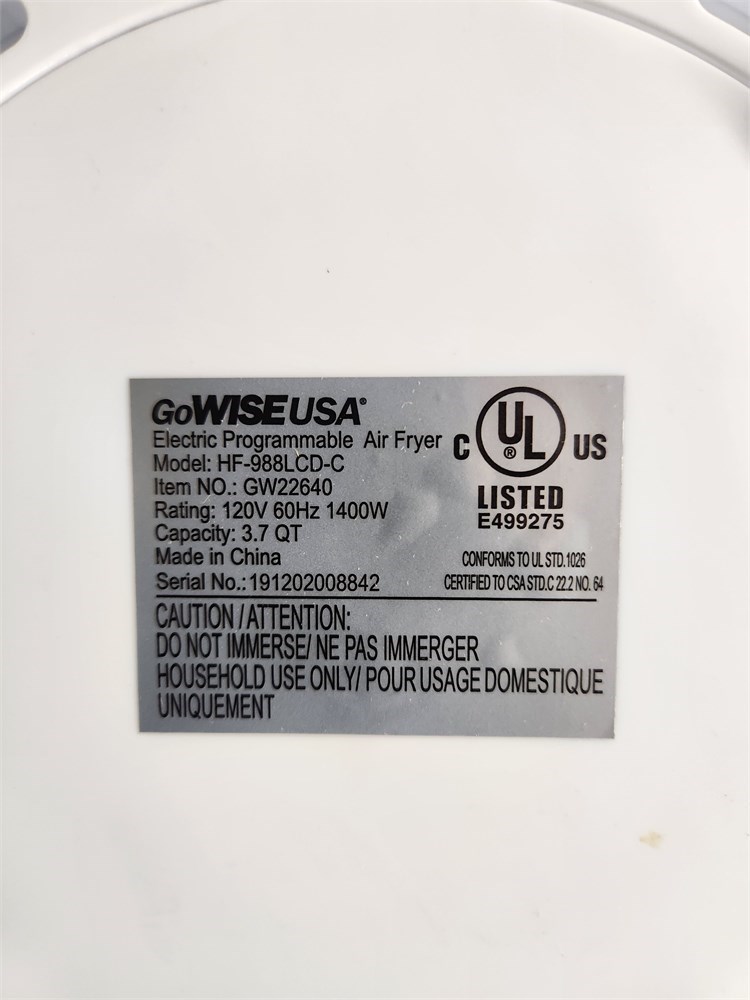 GoWISEUSA®
Electric Programmable Air Fryer
Model: HF-988LCD-C
Item NO.: GW22640
Rating: 120V 60Hz 1400W
Capacity: 3.7 QT
Made in China
Serial No.: 191202008842
C UL® US
LISTED
E499275
CONFORMS TO UL STD.1026
CERTIFIED TO CSA STD.C 22.2 NO. 64
CAUTION / ATTENTION:
DO NOT IMMERSE/ NE PAS IMMERGER
HOUSEHOLD USE ONLY/ POUR USAGE DOMESTIQUE
UNIQUEMENT